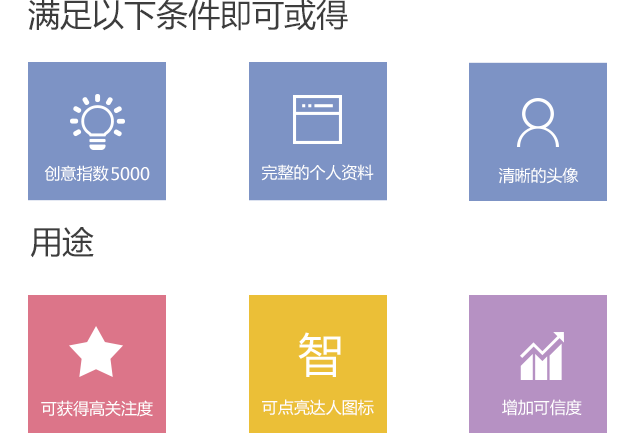 满足以下条件即可或得
创意指数5000
完整的个人资料
清晰的头像
用途
智
可获得高关注度
可点亮达人图标
增加可信度